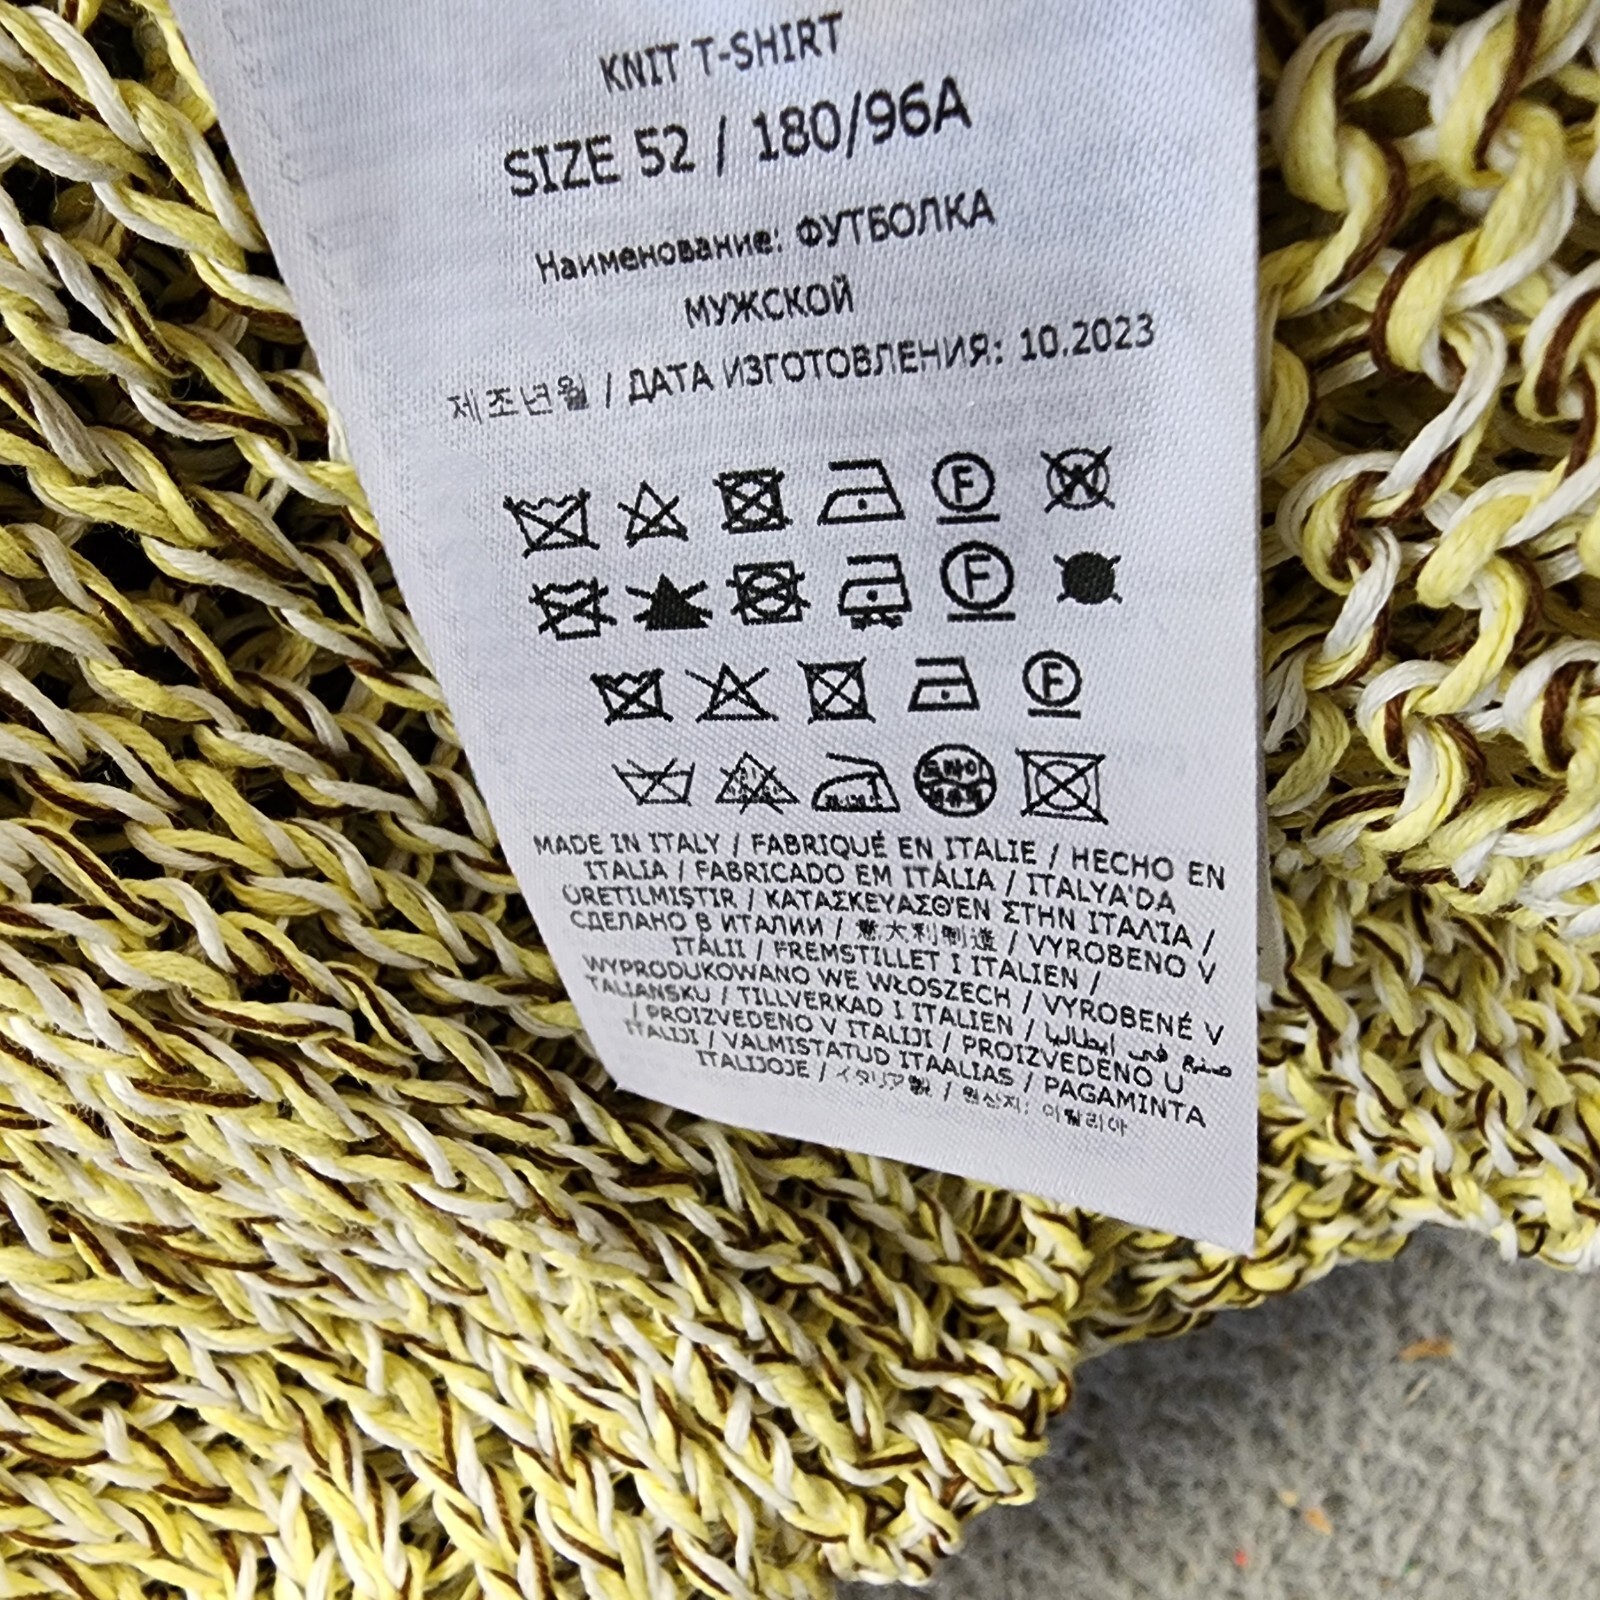 KNIT T-SHIRT
SIZE 52 / 180/96A
Наименование: ФУТБОЛКА
МУЖСКОЙ
제조년월 / ДАТА ИЗГОТОВЛЕНИЯ: 10.2023
F W
F
F
MADE IN ITALY / FABRIQUÉ EN ITALIE / HECHO EN
ITALIA / FABRICADO EM ITÁLIA / ITALYA'DA
ÜRETILMIŞTIR / ΚΑΤΑΣΚΕΥΑΣΘΈΝ ΣΤΗΝ ΙΤΑΛΊΑ /
СДЕЛАНО В ИТАЛИИ / 意大利制造 / VYROBENO V
ITÁLII / FREMSTILLET I ITALIEN /
WYPRODUKOWANO WE WŁOSZECH / VYROBENÉ V
TALIANSKU / TILLVERKAD I ITALIEN / صنع في ايطاليا
/ PROIZVEDENO V ITALIJI / PROIZVEDENO U
ITALIJI / VALMISTATUD ITAALIAS / PAGAMINTA
ITALIJOJE / イタリア製 / 원산지: 이탈리아